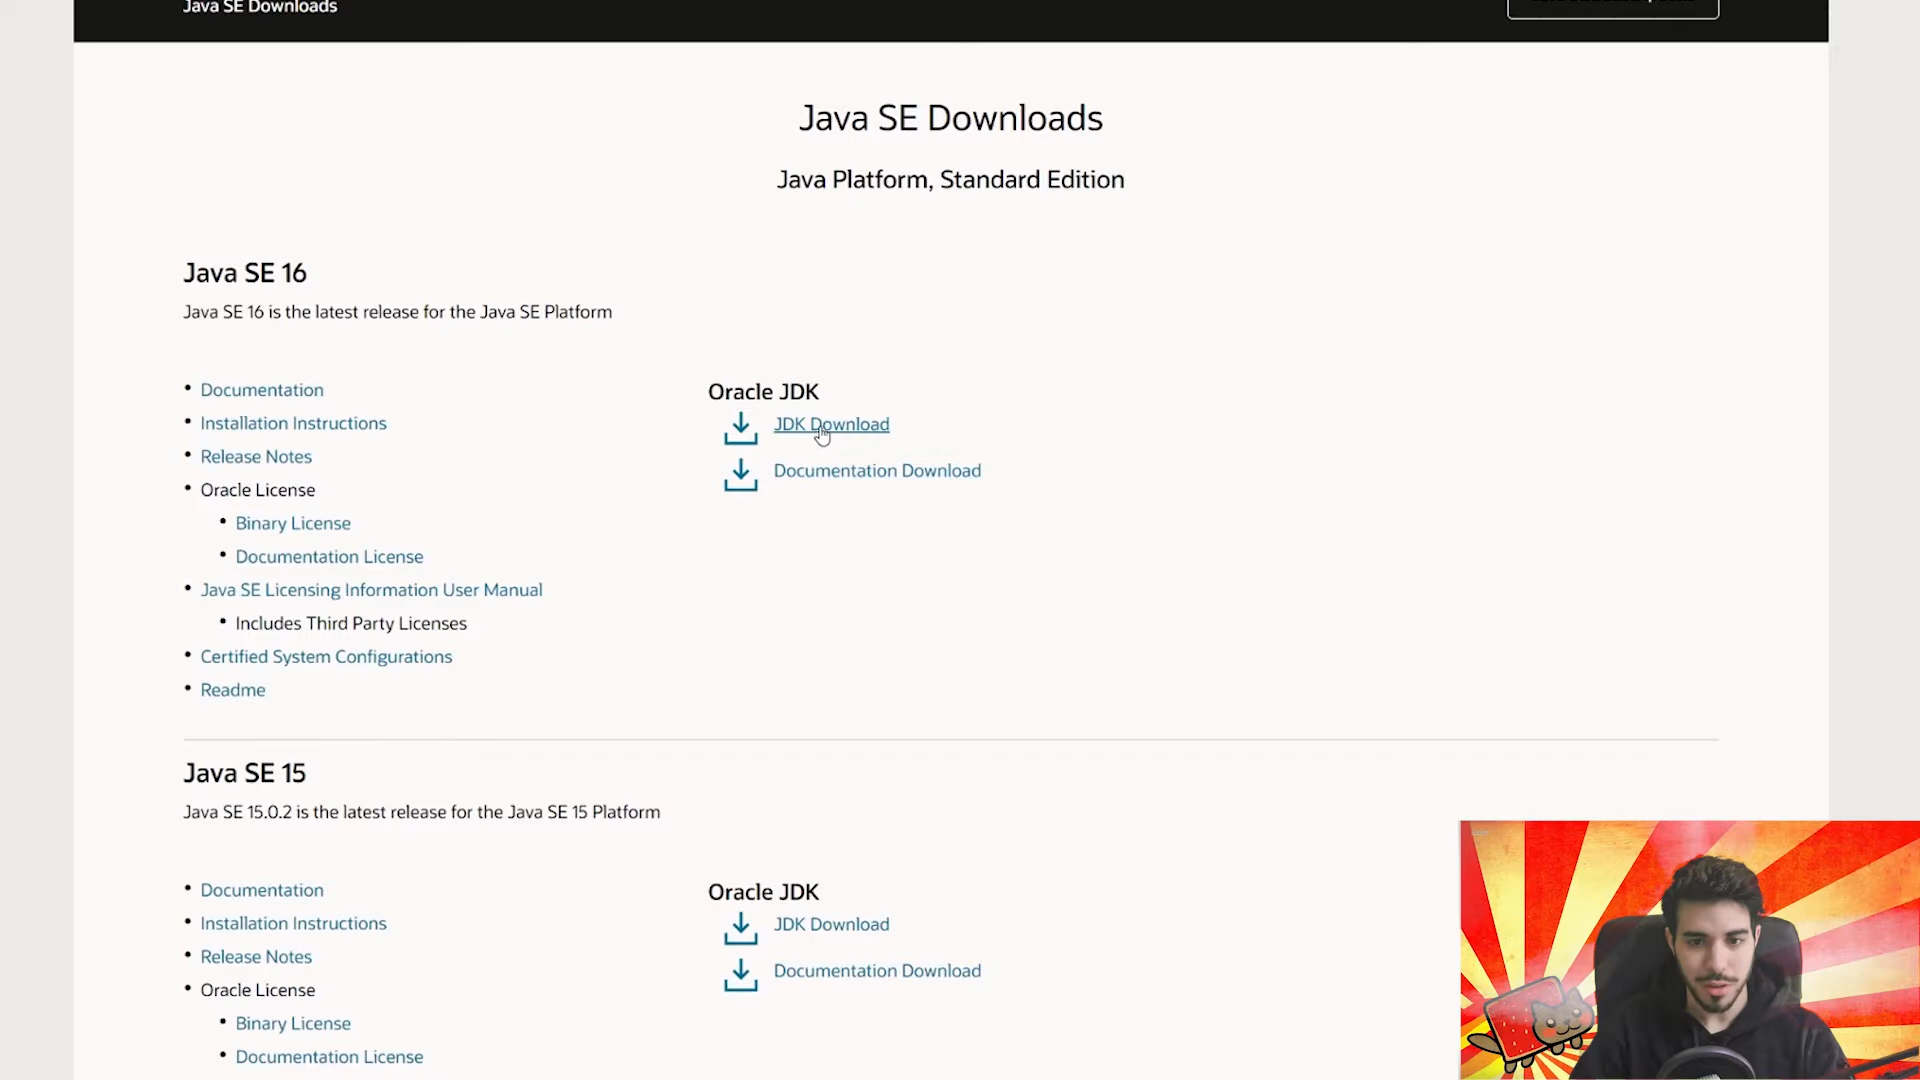 Java SE Downloads
Java SE Downloads
Java Platform, Standard Edition
Java SE 16
Java SE 16 is the latest release for the Java SE Platform
Documentation
Installation Instructions
Release Notes
Oracle License
Binary License
Documentation License
Java SE Licensing Information User Manual
Includes Third Party Licenses
Certified System Configurations
Readme
Oracle JDK
JDK Download
Documentation Download
Java SE 15
Java SE 15.0.2 is the latest release for the Java SE 15 Platform
Documentation
Installation Instructions
Release Notes
Oracle License
Binary License
Documentation License
Oracle JDK
JDK Download
Documentation Download